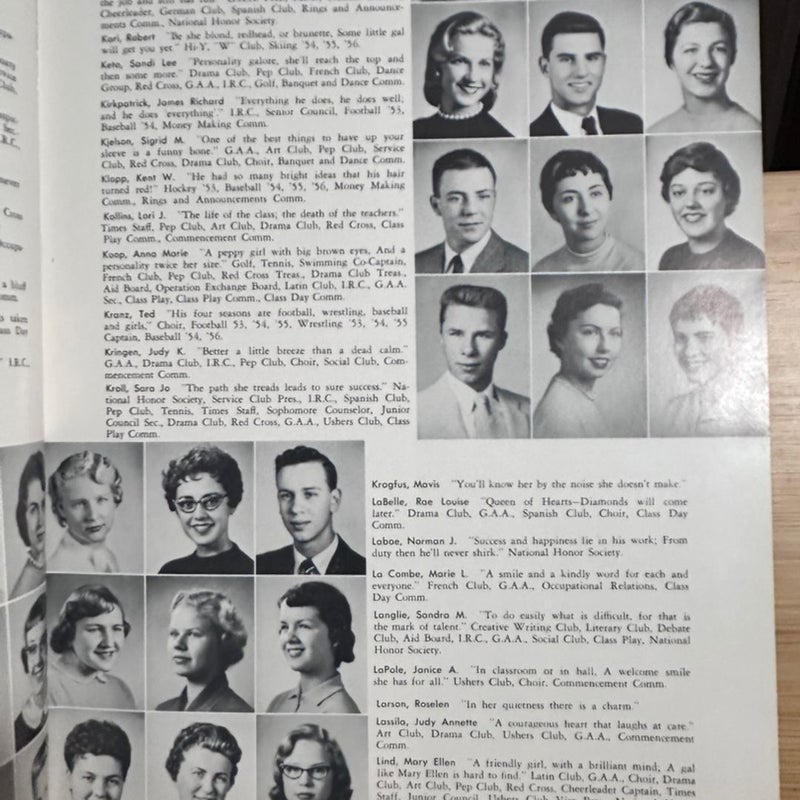 the job and still has fun"
Cheerleader, German Club, Spanish Club, Rings and Announce-
ments Comm., National Honor Society.
Kari, Robert "Be she blond, redhead, or brunette, Some little gal
will get you yet" Hi-Y, "W" Club, Skiing '54, '55, '56.
Keto, Sandi Lee "Personality galore, she'll reach the top and
then some more." Drama Club, Pep Club, French Club, Dance
Group, Red Cross, G.A.A., I.R.C., Golf, Banquet and Dance Comm.
Kirkpatrick, James Richard "Everything he does, he does well;
and he does 'everything'." I.R.C., Senior Council, Football '53,
Baseball '54, Money Making Comm.
Kjelson, Sigrid M. "One of the best things to have up your
sleeve is a funny bone." G.A.A., Art Club, Pep Club, Service
Club, Red Cross, Drama Club, Choir, Banquet and Dance Comm.
Klopp, Kent W. "He had so many bright ideas that his hair
turned red!" Hockey '53, Baseball '54, '55, '56, Money Making
Comm., Rings and Announcements Comm.
Kollins, Lori J. "The life of the class; the death of the teachers."
Times Staff, Pep Club, Art Club, Drama Club, Red Cross, Class
Play Comm., Commencement Comm.
Koop, Anna Marie "A peppy girl with big brown eyes, And a
personality twice her size." Golf, Tennis, Swimming Co-Captain,
French Club, Pep Club, Red Cross Treas., Drama Club Treas.,
Aid Board, Operation Exchange Board, Latin Club, I.R.C., G.A.A.
Sec., Class Play, Class Play Comm., Class Day Comm.
Kranz, Ted "His four seasons are football, wrestling, baseball
and girls." Choir, Football 53, '54, '55, Wrestling '53, '54, '55
Captain, Baseball '54, '56.
Kringen, Judy K. "Better a little breeze than a dead calm."
G.A.A., Drama Club, I.R.C., Pep Club, Choir, Social Club, Com-
mencement Comm.
Kroll, Sara Jo "The path she treads leads to sure success." Na-
tional Honor Society, Service Club Pres., I.R.C., Spanish Club,
Pep Club, Tennis, Times Staff, Sophomore Counselor, Junior
Council Sec., Drama Club, Red Cross, G.A.A., Ushers Club, Class
Play Comm.
Krogfus, Mavis "You'll know her by the noise she doesn't make."
LaBelle, Rae Louise "Queen of Hearts—Diamonds will come
later." Drama Club, G.A.A., Spanish Club, Choir, Class Day
Comm.
Laboe, Norman J. "Success and happiness lie in his work; From
duty then he'll never shirk." National Honor Society.
La Combe, Marie L. "A smile and a kindly word for each and
everyone." French Club, G.A.A., Occupational Relations, Class
Day Comm.
Langlie, Sandra M. "To do easily what is difficult, for that is
the mark of talent." Creative Writing Club, Literary Club, Debate
Club, Aid Board, I.R.C., G.A.A., Social Club, Class Play, National
Honor Society.
LaPole, Janice A. "In classroom or in hall, A welcome smile
she has for all." Ushers Club, Choir, Commencement Comm.
Larson, Roselen "In her quietness there is a charm."
Lassila, Judy Annette "A courageous heart that laughs at care."
Art Club, Drama Club, Ushers Club, G.A.A., Commencement
Comm.
Lind, Mary Ellen "A friendly girl, with a brilliant mind; A gal
like Mary Ellen is hard to find." Latin Club, G.A.A., Choir, Drama
Club, Art Club, Pep Club, Red Cross, Cheerleader Captain, Times
Staff, Junior Council, Ushers Club